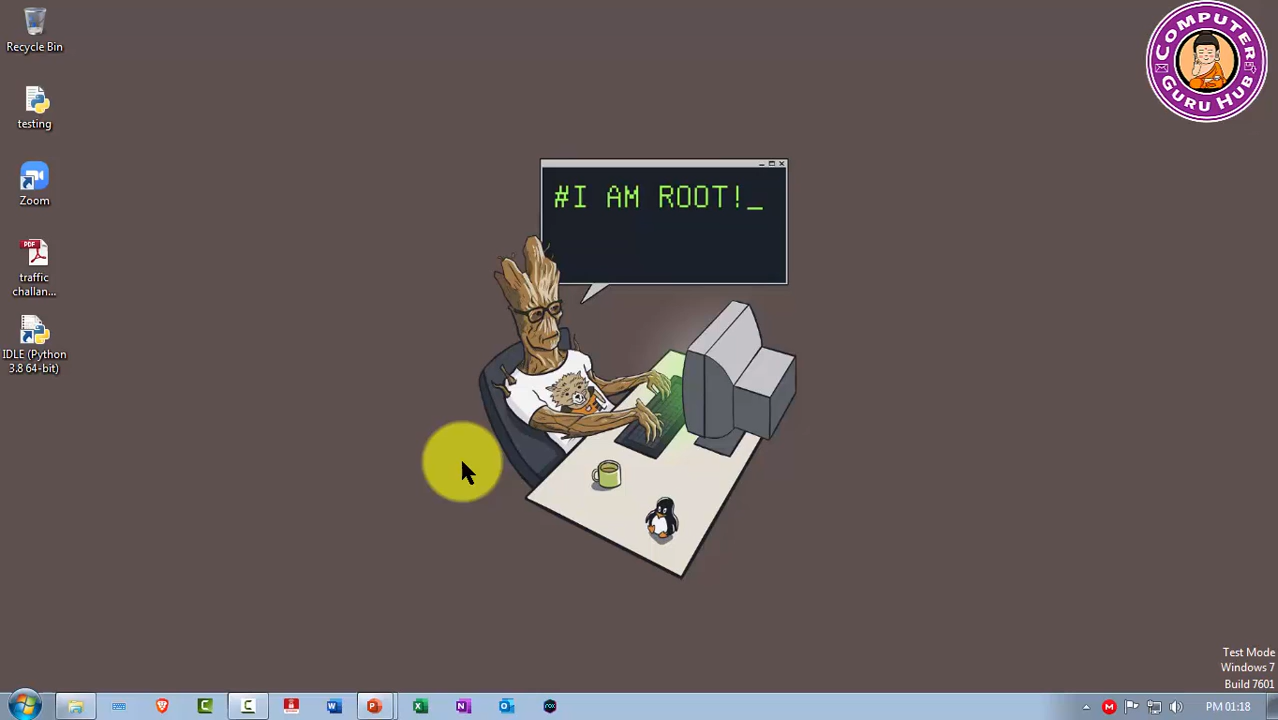 Recycle Bin
testing
Zoom
PDF
traffic
challan...
IDLE (Python
3.8 64-bit)
#I AM ROOT!_
COMPUTER
GURU HUB
Test Mode
Windows 7
Build 7601
PM 01:18